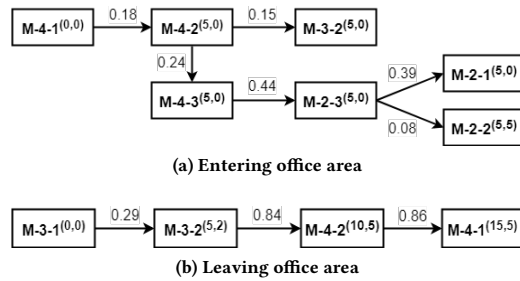 0.18 0.15
M-4-1(0,0) M-4-2(5,0) M-3-2(5,0)
0.24 0.39
0.44 M-2-1(5,0)
M-4-3(5,0) M-2-3(5,0)
0.08 M-2-2(5,5)
(a) Entering office area
0.29 0.84 0.86
M-3-1(0,0) M-3-2(5,2) M-4-2(10,5) M-4-1(15,5)
(b) Leaving office area